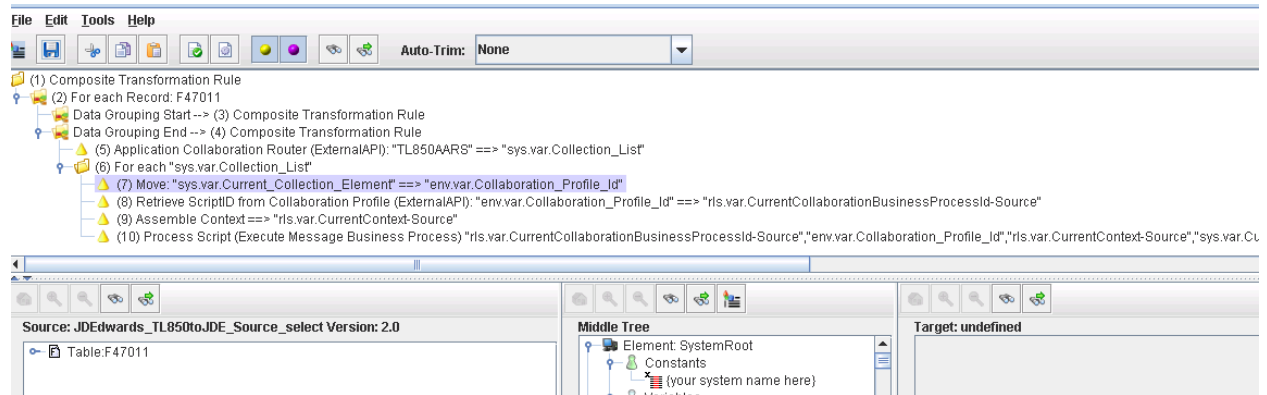 File Edit Tools Help
Auto-Trim: None
(1) Composite Transformation Rule
(2) For each Record: F47011
Data Grouping Start --> (3) Composite Transformation Rule
Data Grouping End --> (4) Composite Transformation Rule
(5) Application Collaboration Router (ExternalAPI): "TL850AARS" ==> "sys.var.Collection_List"
(6) For each "sys.var.Collection_List"
(7) Move: "sys.var.Current_Collection_Element" ==> "env.var.Collaboration_Profile_Id"
(8) Retrieve ScriptID from Collaboration Profile (ExternalAPI): "env.var.Collaboration_Profile_Id" ==> "rls.var.CurrentCollaborationBusinessProcessId-Source"
(9) Assemble Context ==> "rls.var.CurrentContext-Source"
(10) Process Script (Execute Message Business Process) "rls.var.CurrentCollaborationBusinessProcessId-Source","env.var.Collaboration_Profile_Id","rls.var.CurrentContext-Source","sys.var.Cu
Source: JDEdwards_TL850toJDE_Source_select Version: 2.0
Table:F47011
Middle Tree
Element: SystemRoot
Constants
{your system name here}
Target: undefined